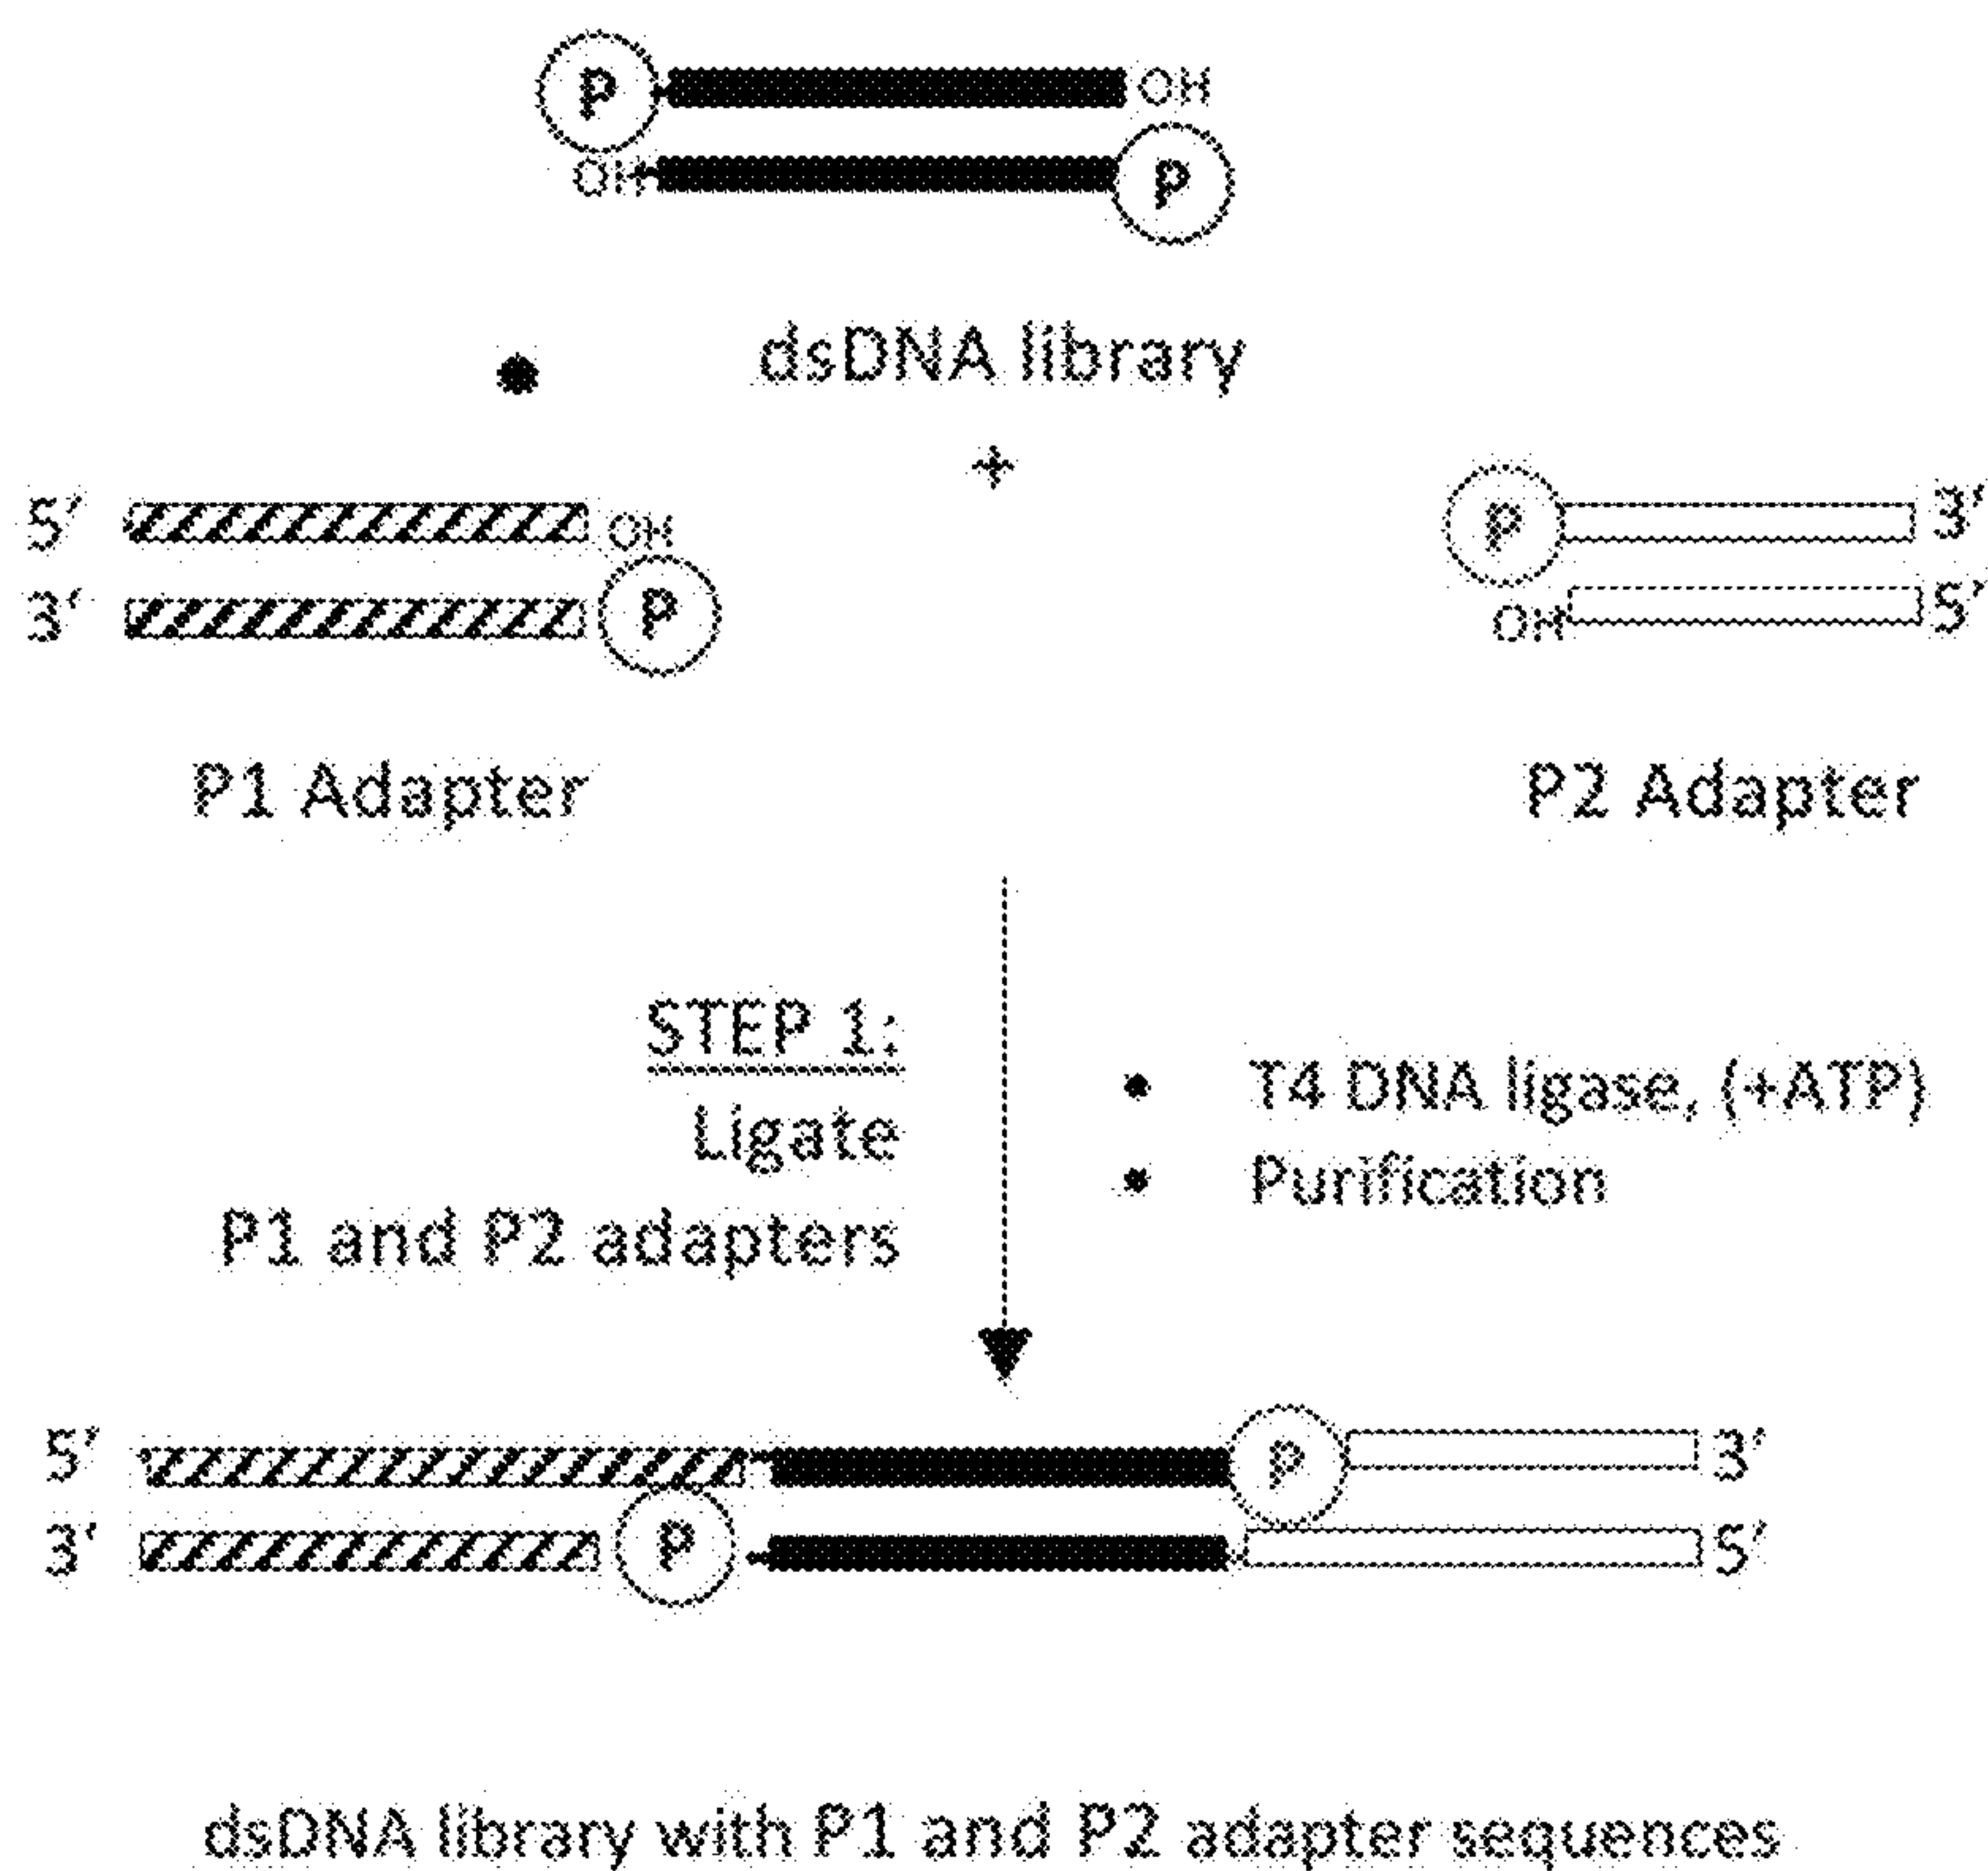 P OH
OH P
• dsDNA library
+
5′ OH P 3′
3′ P OH 5′
P1 Adapter P2 Adapter
STEP 1:
Ligate
P1 and P2 adapters
• T4 DNA ligase, (+ATP)
• Purification
5′ P 3′
3′ P 5′
dsDNA library with P1 and P2 adapter sequences